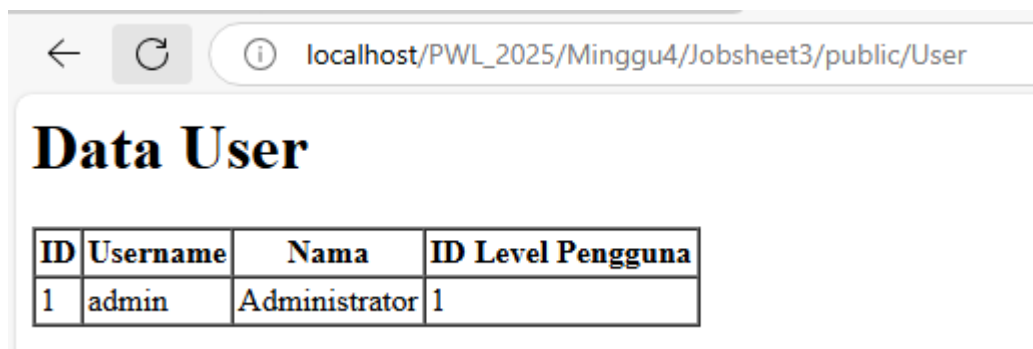 localhost/PWL_2025/Minggu4/Jobsheet3/public/User
Data User
ID Username Nama ID Level Pengguna
1 admin Administrator 1